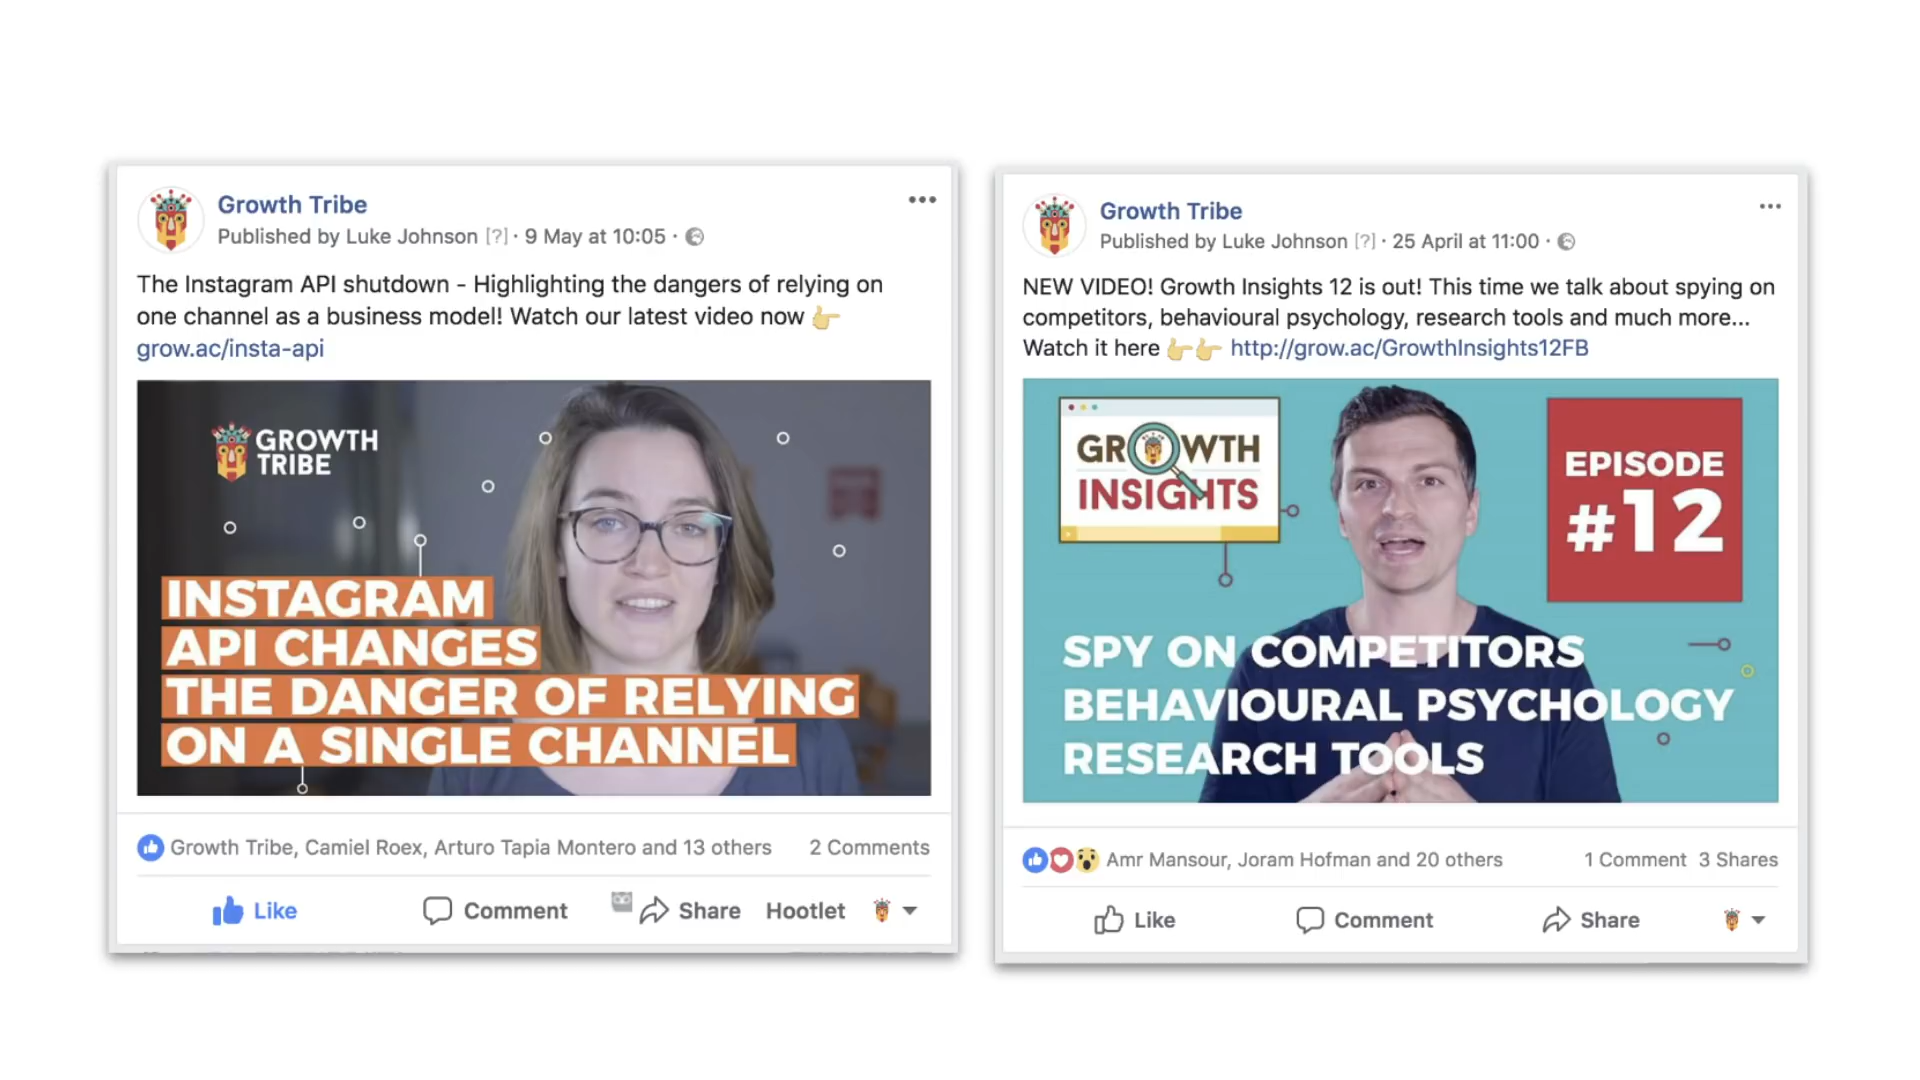 Growth Tribe
Published by Luke Johnson [?] · 9 May at 10:05 ·
The Instagram API shutdown - Highlighting the dangers of relying on
one channel as a business model! Watch our latest video now 👉
grow.ac/insta-api
GROWTH
TRIBE
INSTAGRAM
API CHANGES
THE DANGER OF RELYING
ON A SINGLE CHANNEL
Growth Tribe, Camiel Roex, Arturo Tapia Montero and 13 others 2 Comments
Like Comment Share Hootlet
Growth Tribe
Published by Luke Johnson [?] · 25 April at 11:00 ·
NEW VIDEO! Growth Insights 12 is out! This time we talk about spying on
competitors, behavioural psychology, research tools and much more...
Watch it here 👉👉 http://grow.ac/GrowthInsights12FB
GROWTH
INSIGHTS
EPISODE
#12
SPY ON COMPETITORS
BEHAVIOURAL PSYCHOLOGY
RESEARCH TOOLS
Amr Mansour, Joram Hofman and 20 others 1 Comment 3 Shares
Like Comment Share